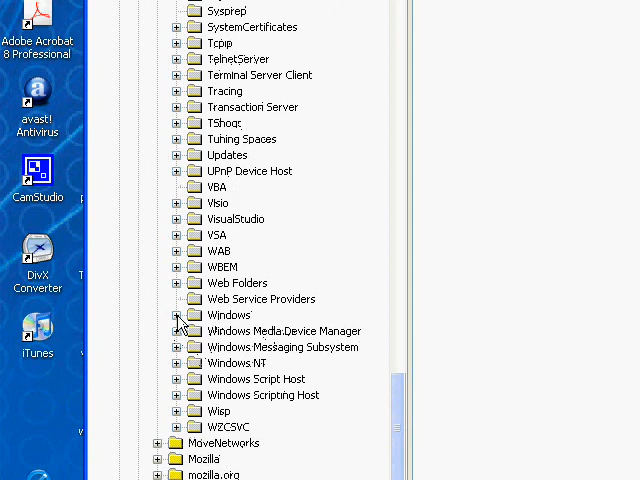 Adobe Acrobat
8 Professional
avast!
Antivirus
CamStudio
DivX
Converter
iTunes
Sysprep
SystemCertificates
Tcpip
TelnetServer
Terminal Server Client
Tracing
Transaction Server
TShoot
Tuning Spaces
Updates
UPnP Device Host
VBA
Visio
VisualStudio
VSA
WAB
WBEM
Web Folders
Web Service Providers
Windows
Windows Media Device Manager
Windows Messaging Subsystem
Windows NT
Windows Script Host
Windows Scripting Host
Wisp
WZCSVC
MoveNetworks
Mozilla
mozilla.org